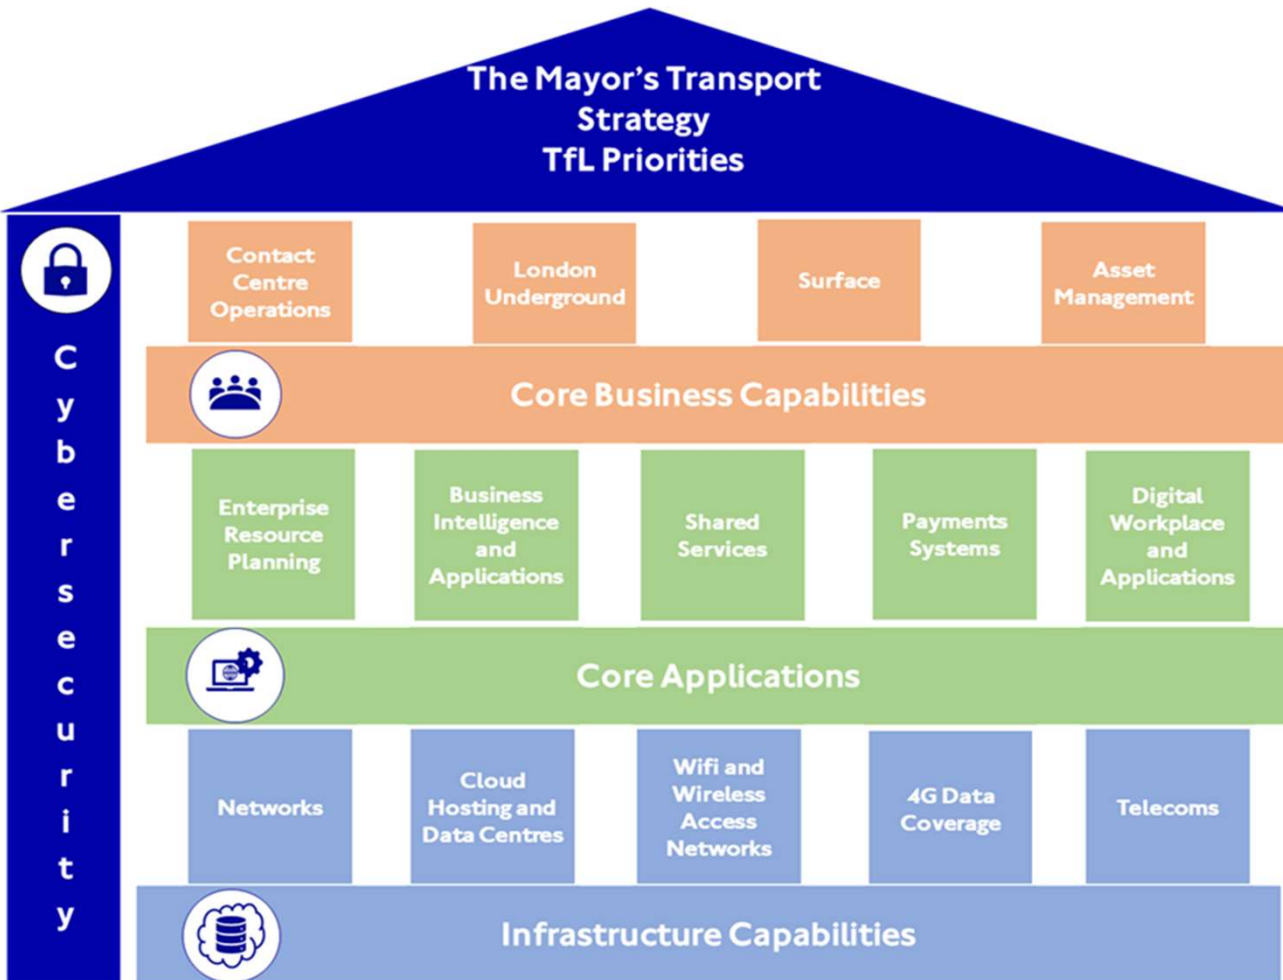 The Mayor's Transport
Strategy
TfL Priorities
Cybersecurity
Contact
Centre
Operations
London
Underground
Surface
Asset
Management
Core Business Capabilities
Enterprise
Resource
Planning
Business
Intelligence
and
Applications
Shared
Services
Payments
Systems
Digital
Workplace
and
Applications
Core Applications
Networks
Cloud
Hosting and
Data Centres
Wifi and
Wireless
Access
Networks
4G Data
Coverage
Telecoms
Infrastructure Capabilities